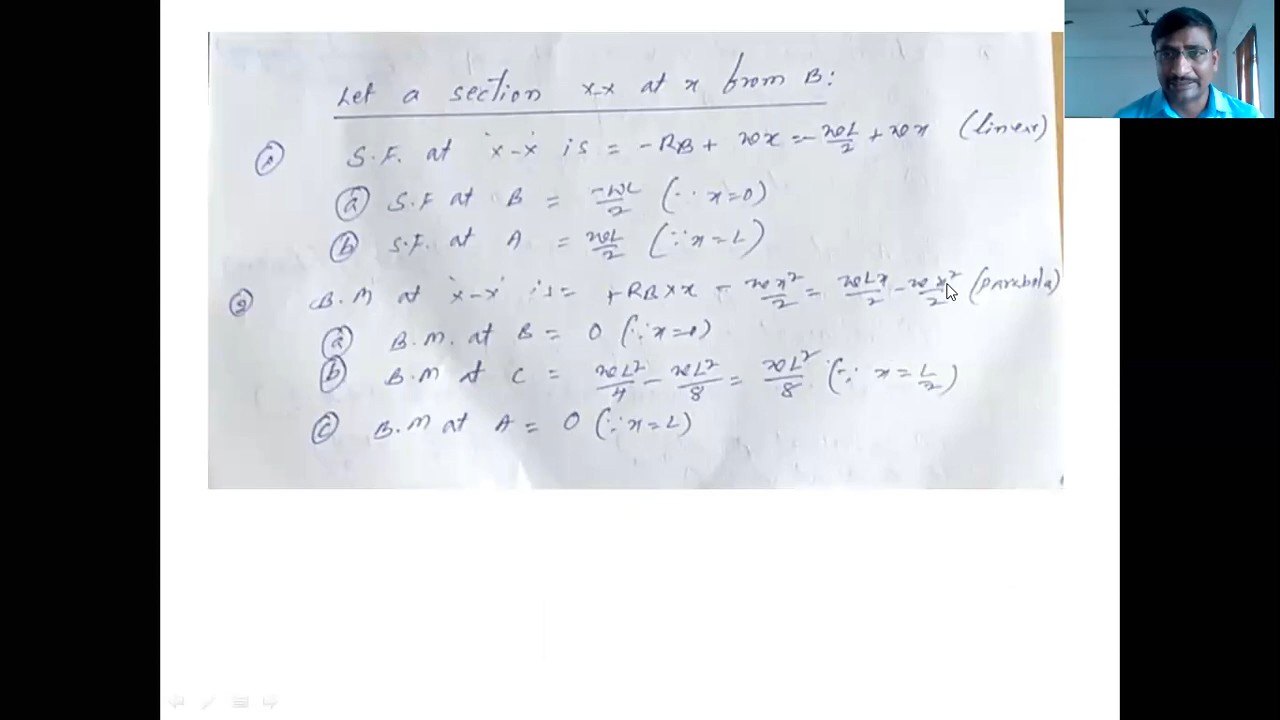 Let a section x-x at x from B:
① S.F. at x-x is = -RB + wx = -wL/2 + wx (linear)
ⓐ S.F at B = -wL/2 (∵ x=0)
ⓑ S.F. at A = wL/2 (∵ x=L)
② B.M at x-x is = +RB×x - wx²/2 = wLx/2 - wx²/2 (parabola)
ⓐ B.M. at B = 0 (∵ x=0)
ⓑ B.M at C = wL²/4 - wL²/8 = wL²/8 (∵ x = L/2)
ⓒ B.M at A = 0 (∵ x=L)